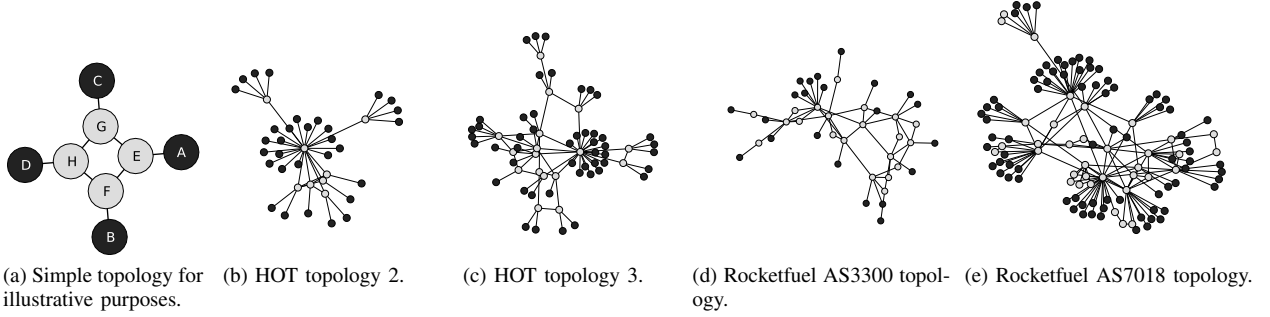 C
G
D
H
E
A
F
B
(a) Simple topology for
illustrative purposes.
(b) HOT topology 2.
(c) HOT topology 3.
(d) Rocketfuel AS3300 topol-
ogy.
(e) Rocketfuel AS7018 topology.